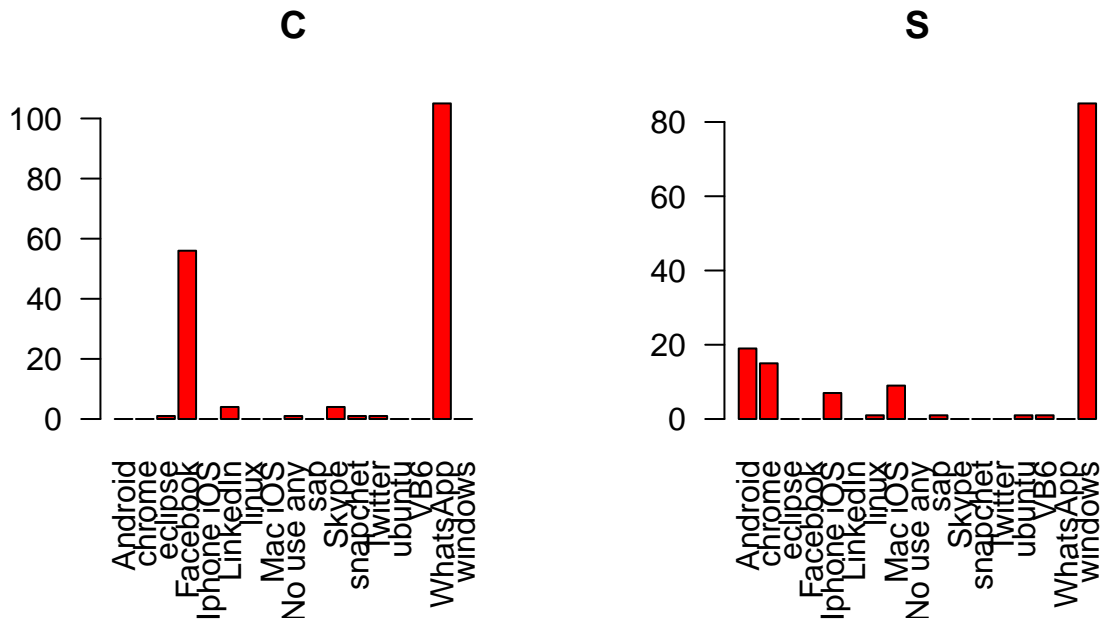 C
100
80
60
40
20
0
Android
chrome
eclipse
Facebook
Iphone iOS
LinkedIn
linux
Mac iOS
No use any
sap
Skype
snapchet
Twitter
ubuntu
VB6
WhatsApp
windows
S
80
60
40
20
0
Android
chrome
eclipse
Facebook
Iphone iOS
LinkedIn
linux
Mac iOS
No use any
sap
Skype
snapchet
Twitter
ubuntu
VB6
WhatsApp
windows